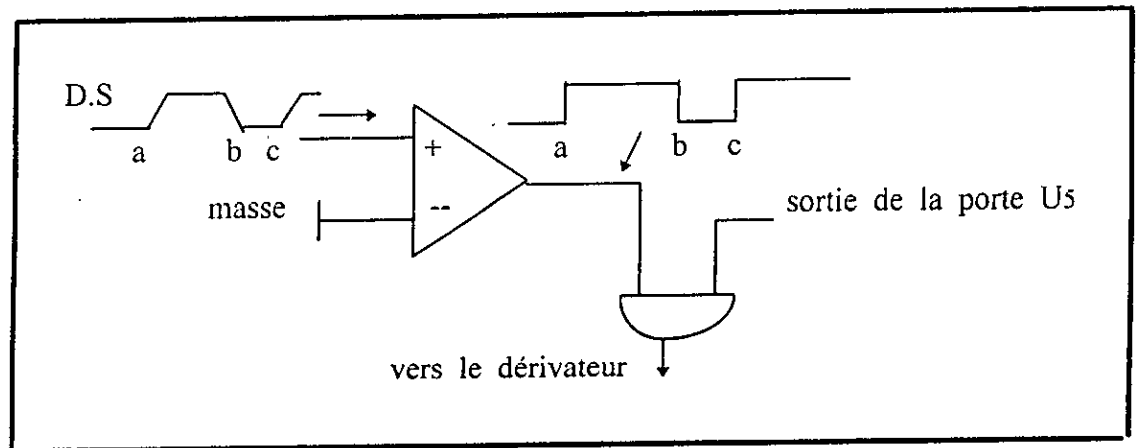 D.S
a b c
a b c
+
masse
--
sortie de la porte U5
vers le dérivateur